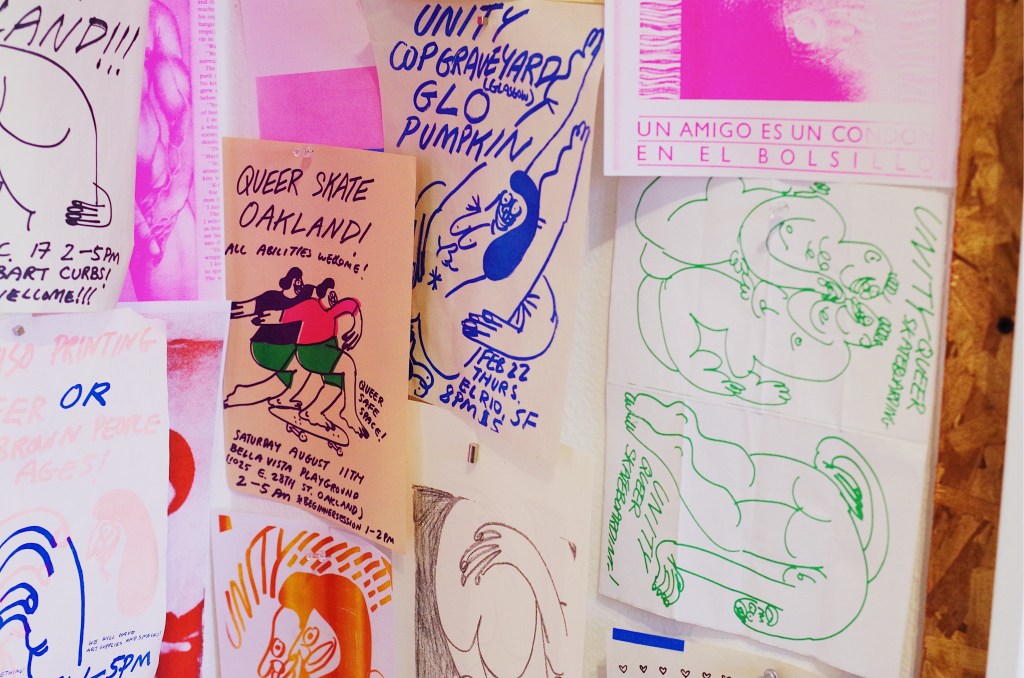 LAND!!!
C. 17 2-5PM
BART CURBS!
WELCOME!!!
PRINTING
OR
BROWN PEOPLE
AGES!
WE WILL HAVE
ART SUPPLIES AND SNACKS!
-5PM
QUEER SKATE
OAKLAND!
ALL ABILITIES WELCOME!
QUEER
SAFE
SPACE!
SATURDAY AUGUST 11TH
BELLA VISTA PLAYGROUND
(1025 E. 28TH ST. OAKLAND)
2-5 PM *BEGINNER SESSION 1-2PM
UNITY
UNITY
COP GRAVEYARD
(GLASGOW)
GLO
PUMPKIN
FEB 22
THURS.
EL RIO, SF
8PM
UN AMIGO ES UN
EN EL BOLSILLO
UNITY/QUEER
SKATEBOARDING
UNITY
QUEER SKATEBOARDING!